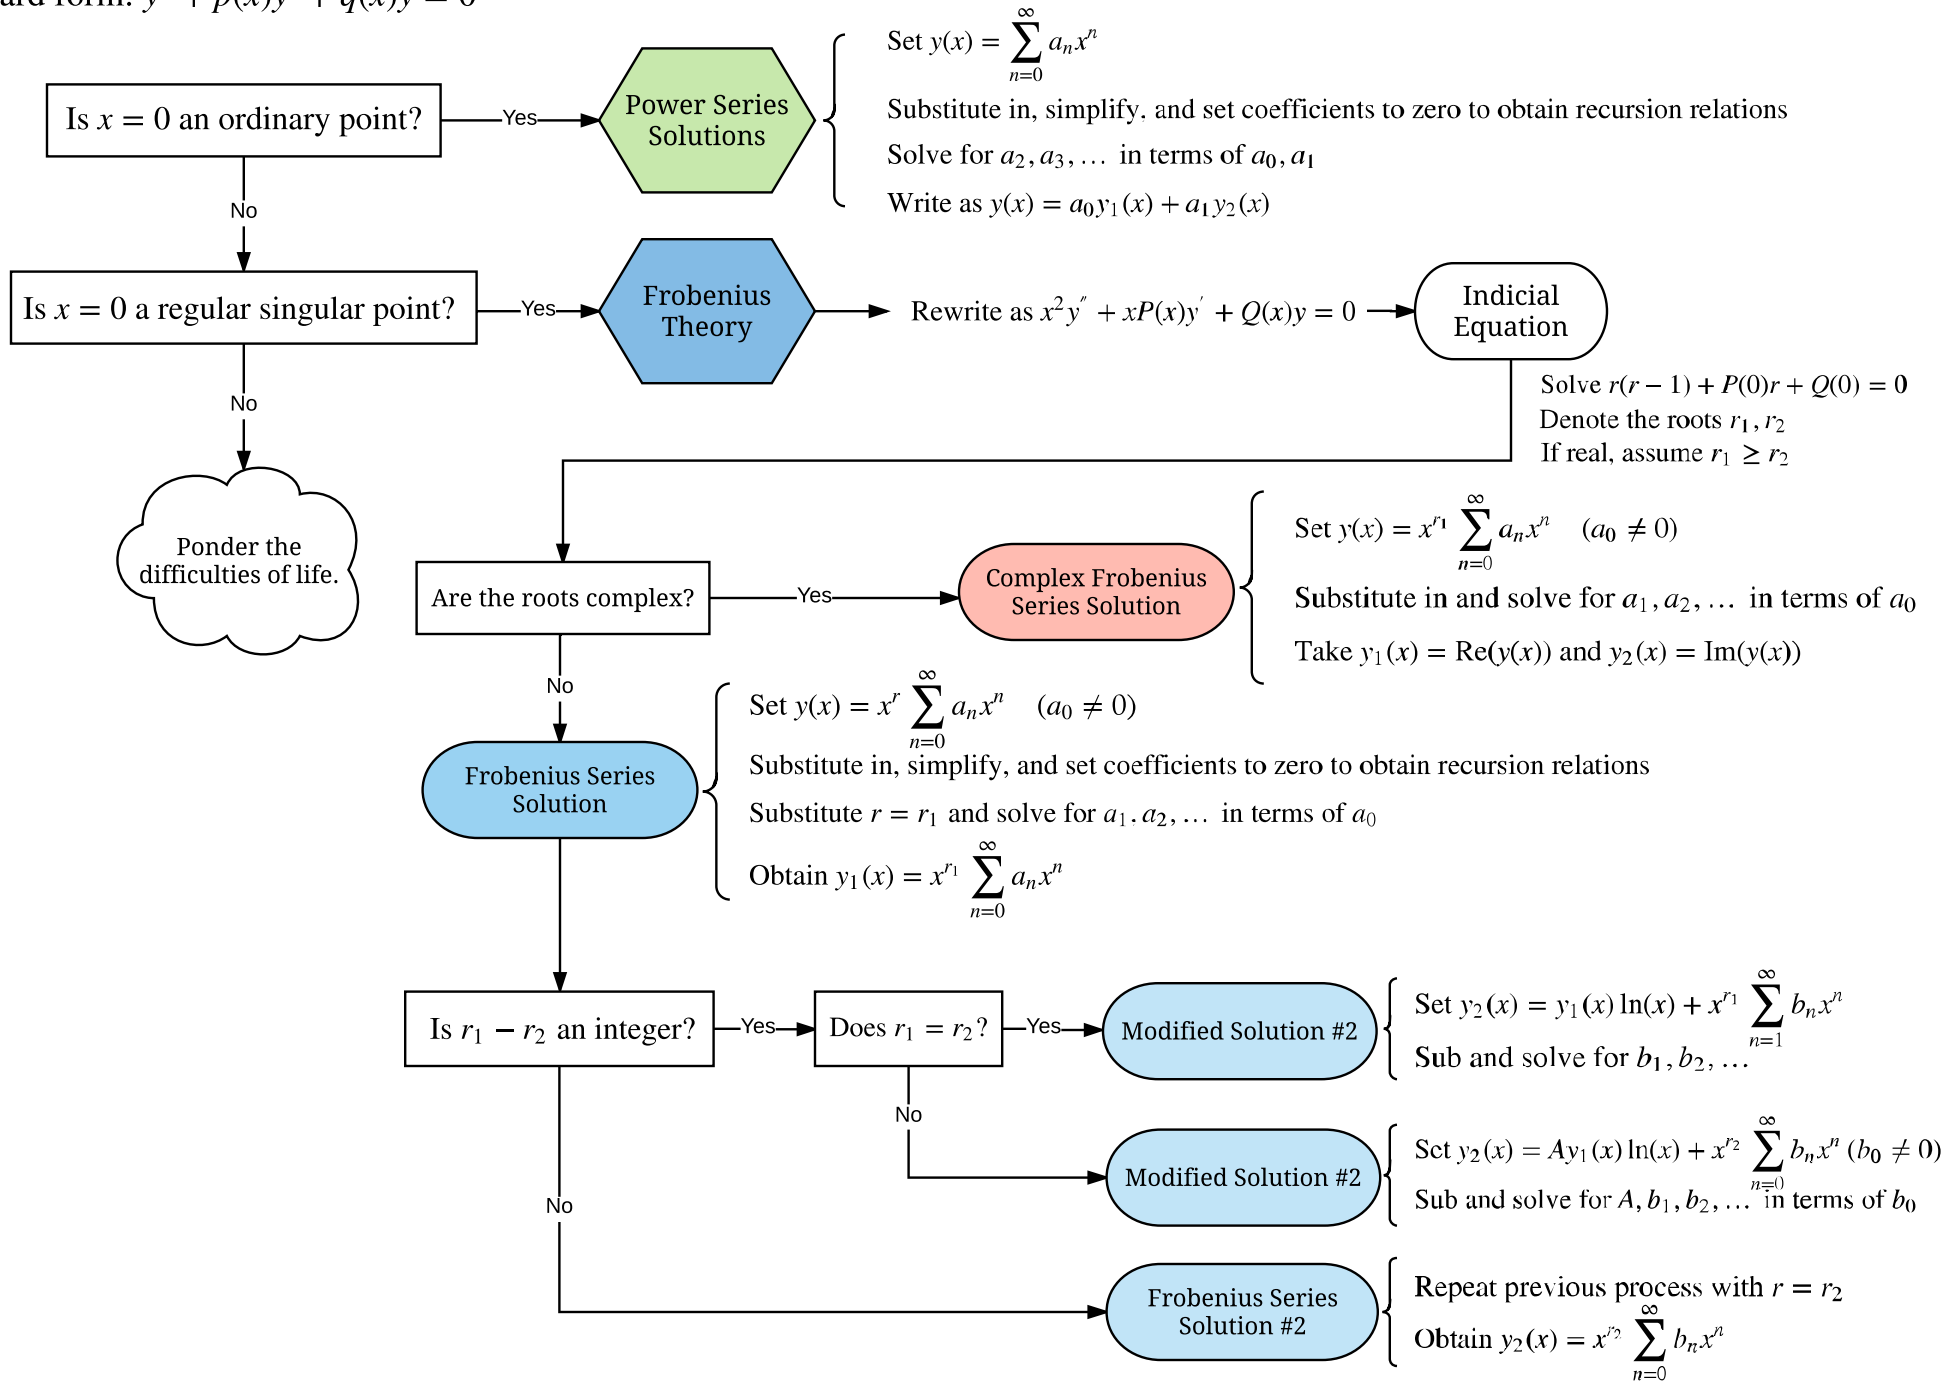 ard form: y'' + p(x)y' + q(x)y = 0
Is x = 0 an ordinary point?
Yes
Power Series
Solutions
Set y(x) = ∑_{n=0}^{∞} a_n x^n
Substitute in, simplify, and set coefficients to zero to obtain recursion relations
Solve for a_2, a_3, … in terms of a_0, a_1
Write as y(x) = a_0 y_1(x) + a_1 y_2(x)
No
Is x = 0 a regular singular point?
Yes
Frobenius
Theory
Rewrite as x^2 y'' + xP(x)y' + Q(x)y = 0
Indicial
Equation
Solve r(r − 1) + P(0)r + Q(0) = 0
Denote the roots r_1, r_2
If real, assume r_1 ≥ r_2
No
Ponder the
difficulties of life.
Are the roots complex?
Yes
Complex Frobenius
Series Solution
Set y(x) = x^{r_1} ∑_{n=0}^{∞} a_n x^n (a_0 ≠ 0)
Substitute in and solve for a_1, a_2, … in terms of a_0
Take y_1(x) = Re(y(x)) and y_2(x) = Im(y(x))
No
Frobenius Series
Solution
Set y(x) = x^r ∑_{n=0}^{∞} a_n x^n (a_0 ≠ 0)
Substitute in, simplify, and set coefficients to zero to obtain recursion relations
Substitute r = r_1 and solve for a_1, a_2, … in terms of a_0
Obtain y_1(x) = x^{r_1} ∑_{n=0}^{∞} a_n x^n
Is r_1 − r_2 an integer?
Yes
Does r_1 = r_2?
Yes
Modified Solution #2
Set y_2(x) = y_1(x) ln(x) + x^{r_1} ∑_{n=1}^{∞} b_n x^n
Sub and solve for b_1, b_2, …
No
Modified Solution #2
Set y_2(x) = Ay_1(x) ln(x) + x^{r_2} ∑_{n=0}^{∞} b_n x^n (b_0 ≠ 0)
Sub and solve for A, b_1, b_2, … in terms of b_0
No
Frobenius Series
Solution #2
Repeat previous process with r = r_2
Obtain y_2(x) = x^{r_2} ∑_{n=0}^{∞} b_n x^n